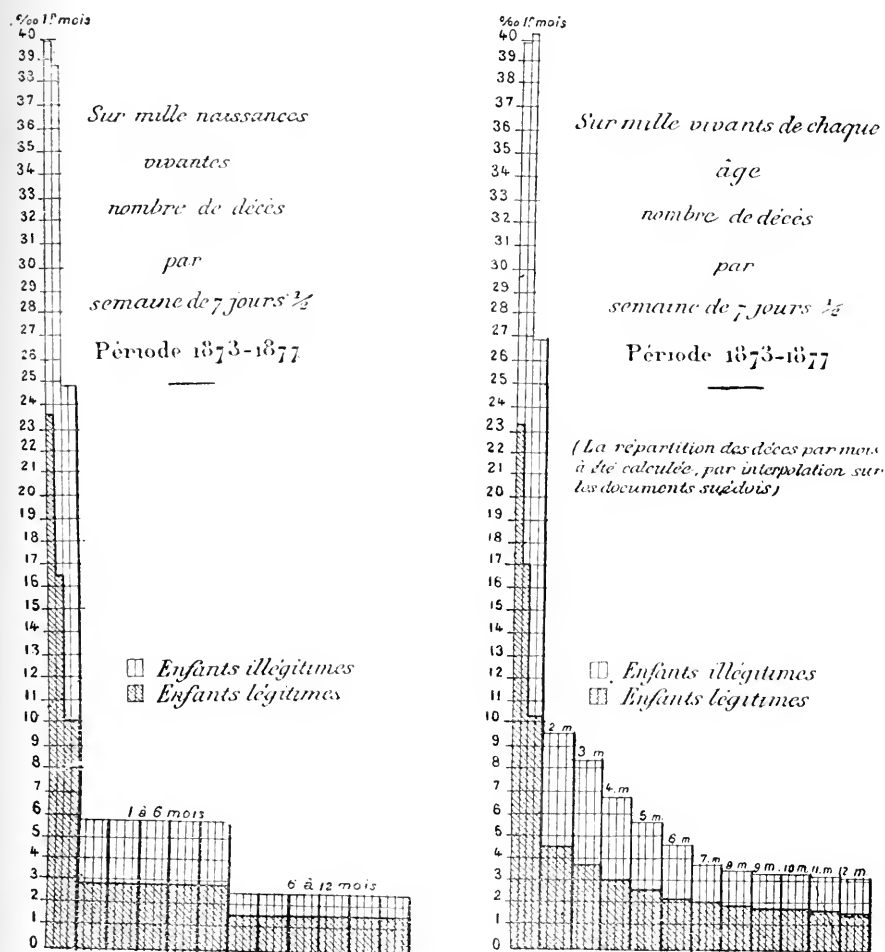 ‰ 1er mois
40
39
33
37
36
35
34
33
32
31
30
29
28
27
26
25
24
23
22
21
20
19
18
17
16
15
14
13
12
11
10
9
8
7
6
5
4
3
2
1
0
Sur mille naissances
vivantes
nombre de décès
par
semaine de 7 jours ½
Période 1873-1877
Enfants illégitimes
Enfants légitimes
1 à 6 mois
6 à 12 mois
‰ 1er mois
40
39
38
37
36
35
34
33
32
31
30
29
28
27
26
25
24
23
22
21
20
19
18
17
16
15
14
13
12
11
10
9
8
7
6
5
4
3
2
1
0
Sur mille vivants de chaque
âge
nombre de décès
par
semaine de 7 jours ½
Période 1873-1877
(La répartition des décès par mois
à été calculée, par interpolation sur
les documents suédois)
Enfants illégitimes
Enfants légitimes
2 m
3 m
4. m
5 m
6 m
7. m
8 m
9 m.
10 m.
11. m
12 m.